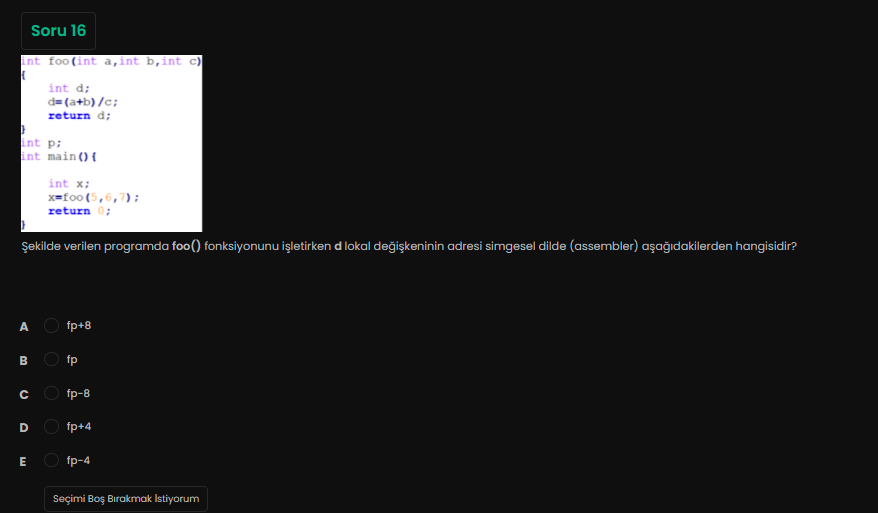 Soru 16
int foo(int a,int b,int c)
{
int d;
d=(a+b)/c;
return d;
}
int p;
int main(){
int x;
x=foo(5,6,7);
return 0;
}
Şekilde verilen programda foo() fonksiyonunu işletirken d lokal değişkeninin adresi simgesel dilde (assembler) aşağıdakilerden hangisidir?
A fp+8
B fp
C fp-8
D fp+4
E fp-4
Seçimi Boş Bırakmak İstiyorum